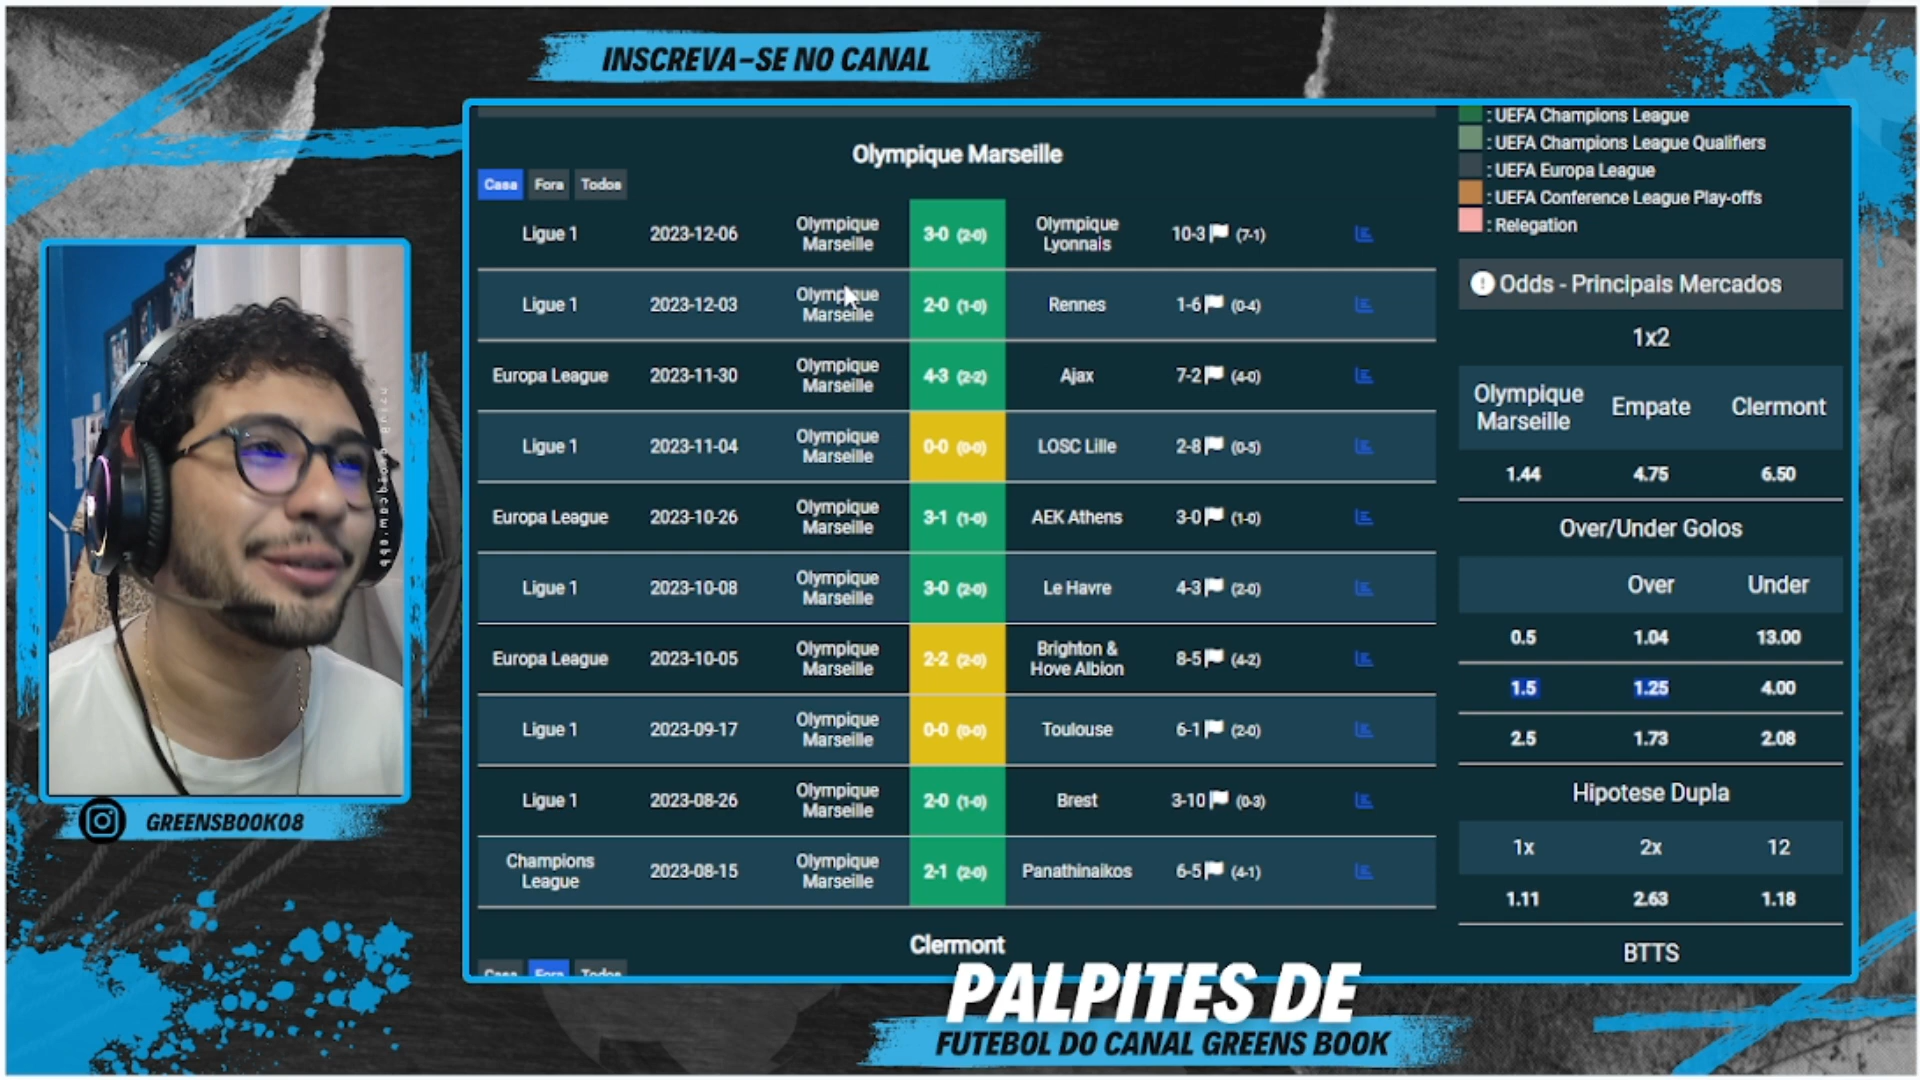 INSCREVA-SE NO CANAL
Olympique Marseille
Casa Fora Todos
Ligue 1 2023-12-06 Olympique Marseille 3-0 (2-0) Olympique Lyonnais 10-3 (7-1)
Ligue 1 2023-12-03 Olympique Marseille 2-0 (1-0) Rennes 1-6 (0-4)
Europa League 2023-11-30 Olympique Marseille 4-3 (2-2) Ajax 7-2 (4-0)
Ligue 1 2023-11-04 Olympique Marseille 0-0 (0-0) LOSC Lille 2-8 (0-5)
Europa League 2023-10-26 Olympique Marseille 3-1 (1-0) AEK Athens 3-0 (1-0)
Ligue 1 2023-10-08 Olympique Marseille 3-0 (2-0) Le Havre 4-3 (2-0)
Europa League 2023-10-05 Olympique Marseille 2-2 (2-0) Brighton & Hove Albion 8-5 (4-2)
Ligue 1 2023-09-17 Olympique Marseille 0-0 (0-0) Toulouse 6-1 (2-0)
Ligue 1 2023-08-26 Olympique Marseille 2-0 (1-0) Brest 3-10 (0-3)
Champions League 2023-08-15 Olympique Marseille 2-1 (2-0) Panathinaikos 6-5 (4-1)
Clermont
Casa Fora Todos
: UEFA Champions League
: UEFA Champions League Qualifiers
: UEFA Europa League
: UEFA Conference League Play-offs
: Relegation
Odds - Principais Mercados
1x2
Olympique Marseille Empate Clermont
1.44 4.75 6.50
Over/Under Golos
Over Under
0.5 1.04 13.00
1.5 1.25 4.00
2.5 1.73 2.08
Hipotese Dupla
1x 2x 12
1.11 2.63 1.18
BTTS
GREENSBOOK08
PALPITES DE
FUTEBOL DO CANAL GREENS BOOK